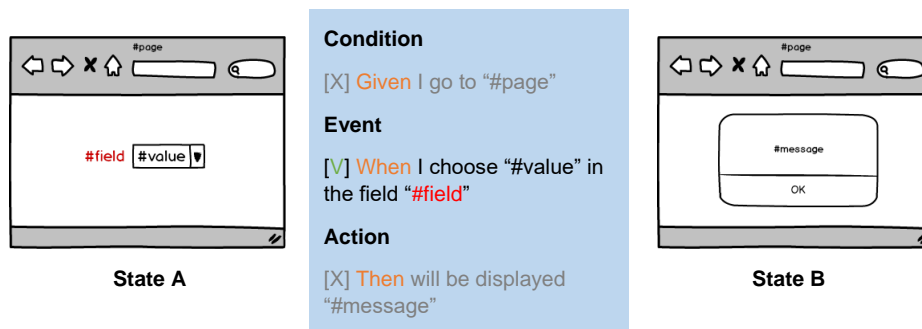 #page
#field #value
State A
Condition
[X] Given I go to “#page”
Event
[V] When I choose “#value” in
the field “#field”
Action
[X] Then will be displayed
“#message”
#page
#message
OK
State B